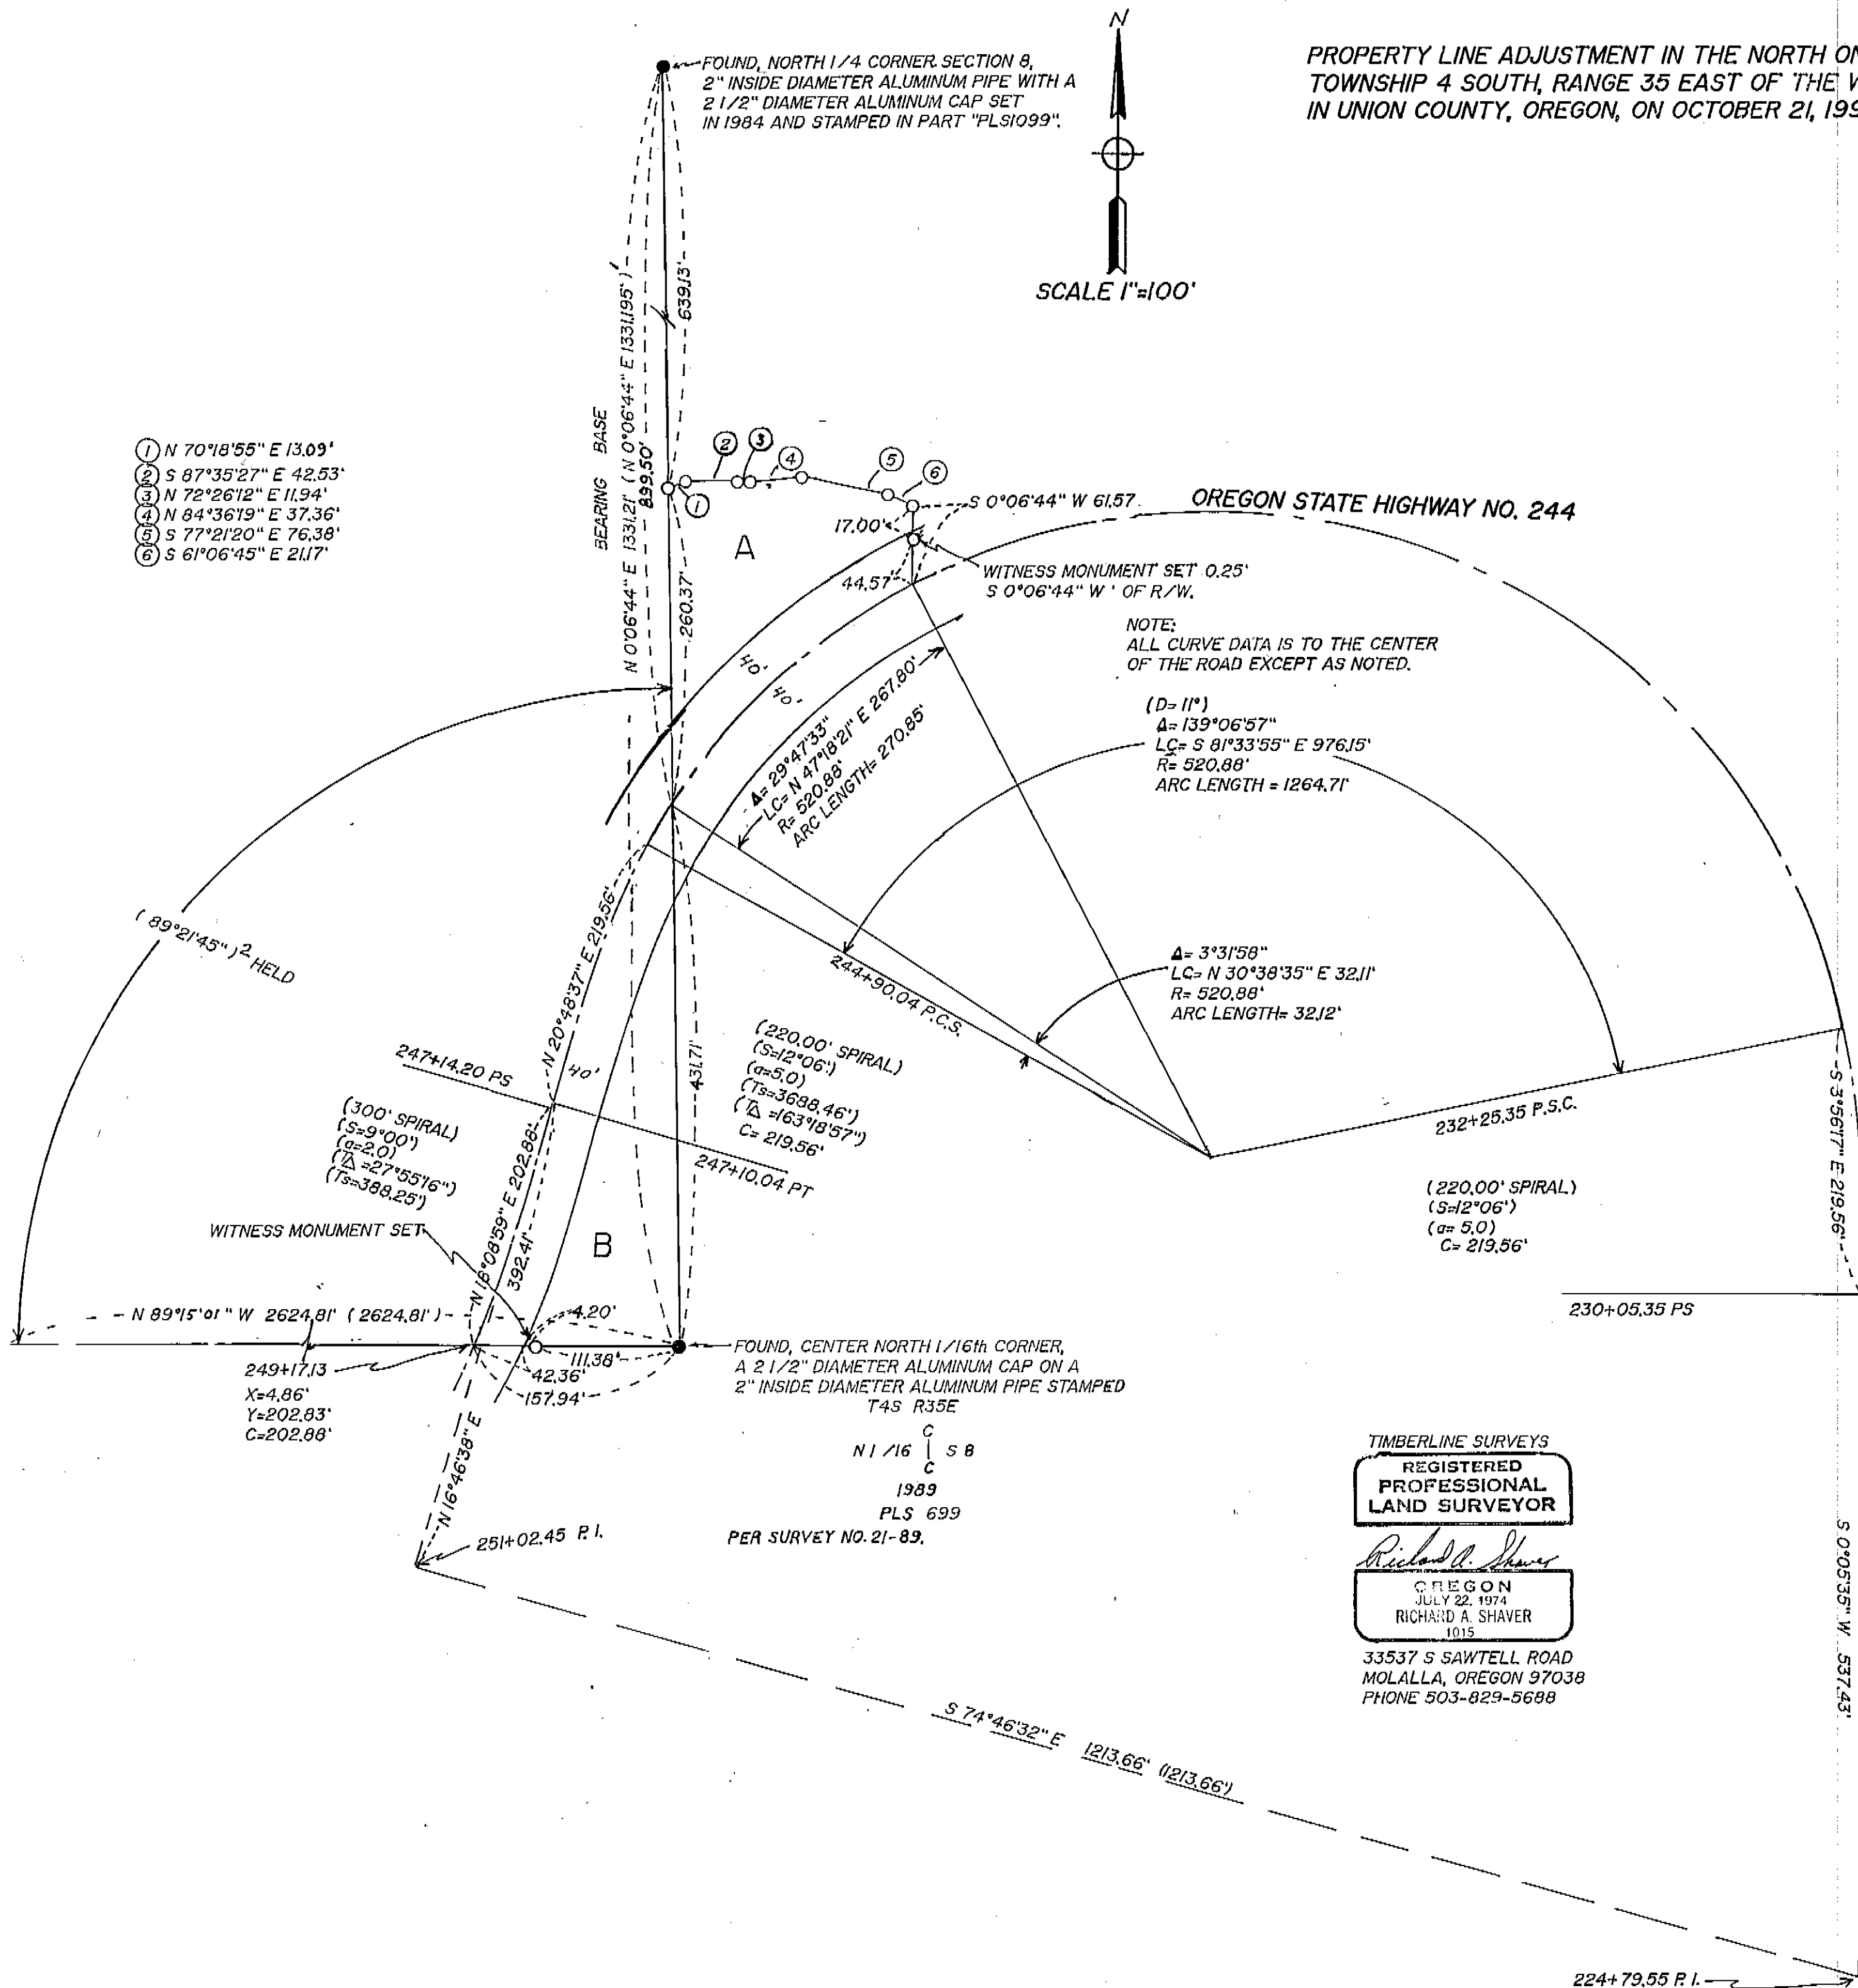 N
PROPERTY LINE ADJUSTMENT IN THE NORTH
TOWNSHIP 4 SOUTH, RANGE 35 EAST OF THE
IN UNION COUNTY, OREGON, ON OCTOBER 21,
FOUND, NORTH 1/4 CORNER SECTION 8,
2" INSIDE DIAMETER ALUMINUM PIPE WITH A
2 1/2" DIAMETER ALUMINUM CAP SET
IN 1984 AND STAMPED IN PART "PLS1099".
SCALE 1"=100'
639.13'
BEARING BASE
N 0°06'44" E 1331.21' ( N 0°06'44" E 1331.195' )
899.50'
260.37'
1 N 70°18'55" E 13.09'
2 S 87°35'27" E 42.53'
3 N 72°26'12" E 11.94'
4 N 84°36'19" E 37.36'
5 S 77°21'20" E 76.38'
6 S 61°06'45" E 21.17'
1
2
3
4
5
6
A
S 0°06'44" W 61.57
17.00'
44.57'
OREGON STATE HIGHWAY NO. 244
WITNESS MONUMENT SET 0.25'
S 0°06'44" W ' OF R/W.
NOTE:
ALL CURVE DATA IS TO THE CENTER
OF THE ROAD EXCEPT AS NOTED.
40'
40'
Δ= 29°47'33"
LC= N 47°18'21" E 267.80'
R= 520.88'
ARC LENGTH= 270.85'
(D= 11°)
Δ= 139°06'57"
LC= S 81°33'55" E 976.15'
R= 520.88'
ARC LENGTH = 1264.71'
Δ= 3°31'58"
LC= N 30°38'35" E 32.11'
R= 520.88'
ARC LENGTH= 32.12'
244+90.04 P.C.S.
232+25.35 P.S.C.
S 3°56'17" E 219.56'
( 89°21'45" )2 HELD
N 20°48'37" E 219.56'
40'
247+14.20 PS
247+10.04 PT
431.71'
(220.00' SPIRAL)
(S=12°06')
(a=5.0)
(Ts=3688.46')
(TΔ =163°18'57")
C= 219.56'
(300' SPIRAL)
(S=9°00')
(a=2.0)
(TΔ =27°55'16")
(Ts=388.25')
(220.00' SPIRAL)
(S=12°06')
(a= 5.0)
C= 219.56'
230+05.35 PS
N 18°08'59" E 202.88'
392.41'
WITNESS MONUMENT SET
B
N 89°15'01" W 2624.81' ( 2624.81' )
4.20'
111.38'
42.36'
157.94'
249+17.13
X=4.86'
Y=202.83'
C=202.88'
FOUND, CENTER NORTH 1/16th CORNER,
A 2 1/2" DIAMETER ALUMINUM CAP ON A
2" INSIDE DIAMETER ALUMINUM PIPE STAMPED
T4S R35E
C
N 1/16 | S 8
C
1989
PLS 699
PER SURVEY NO. 21-89.
N 16°46'38" E
251+02.45 P.I.
S 74°46'32" E 1213.66' (1213.66')
S 0°05'35" W 537.43'
TIMBERLINE SURVEYS
REGISTERED
PROFESSIONAL
LAND SURVEYOR
Richard A. Shaver
OREGON
JULY 22, 1974
RICHARD A. SHAVER
1015
33537 S SAWTELL ROAD
MOLALLA, OREGON 97038
PHONE 503-829-5688
224+79.55 P.I.